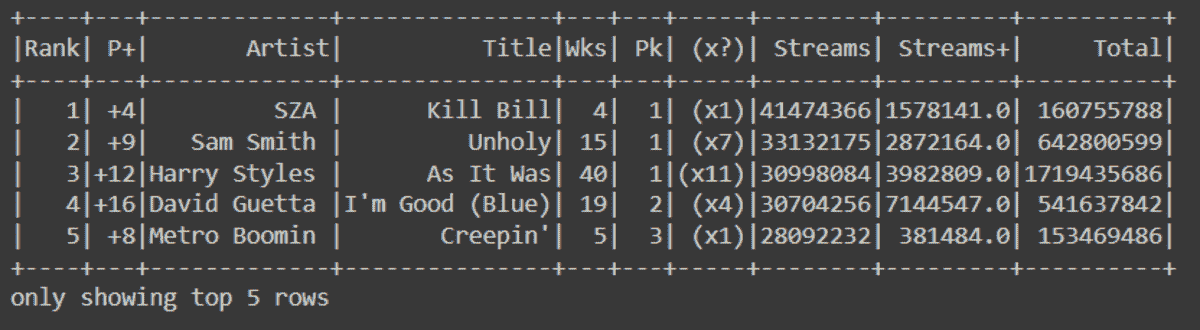 +----+---+--------------+---------------+---+---+-----+--------+---------+----------+
|Rank| P+|        Artist|          Title|Wks| Pk| (x?)| Streams| Streams+|     Total|
+----+---+--------------+---------------+---+---+-----+--------+---------+----------+
|   1| +4|          SZA |      Kill Bill|  4|  1| (x1)|41474366|1578141.0| 160755788|
|   2| +9|    Sam Smith |         Unholy| 15|  1| (x7)|33132175|2872164.0| 642800599|
|   3|+12|Harry Styles |      As It Was| 40|  1|(x11)|30998084|3982809.0|1719435686|
|   4|+16|David Guetta |I'm Good (Blue)| 19|  2| (x4)|30704256|7144547.0| 541637842|
|   5| +8|Metro Boomin |       Creepin'|  5|  3| (x1)|28092232| 381484.0| 153469486|
+----+---+--------------+---------------+---+---+-----+--------+---------+----------+
only showing top 5 rows